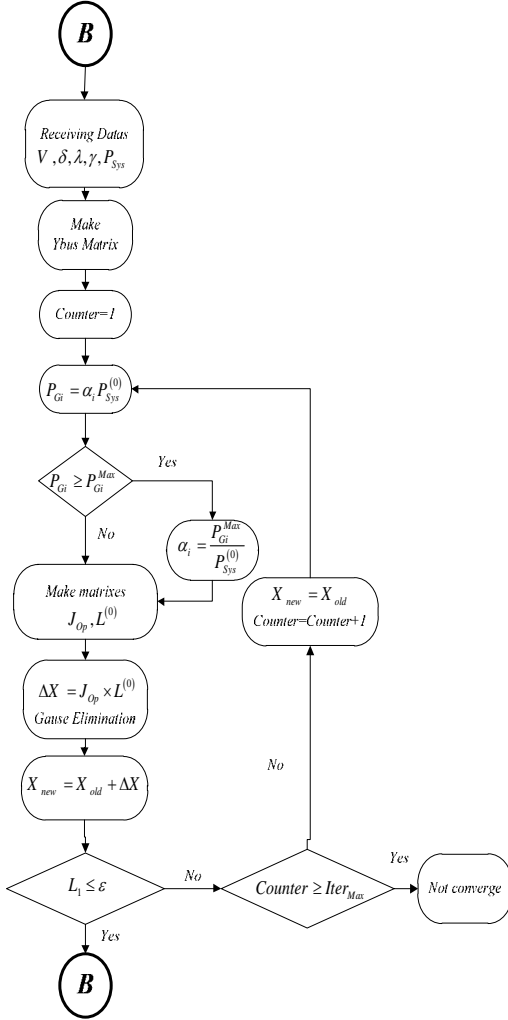 B
Receiving Datas
V , δ, λ, γ, P_Sys
Make
Ybus Matrix
Counter=1
P_Gi = α_i P_Sys^(0)
P_Gi ≥ P_Gi^Max
Yes
No
α_i = P_Gi^Max / P_Sys^(0)
Make matrixes
J_Op , L^(0)
X_new = X_old
Counter=Counter+1
ΔX = J_Op × L^(0)
Gause Elimination
No
X_new = X_old + ΔX
L_1 ≤ ε
No
Counter ≥ Iter_Max
Yes
Not converge
Yes
B